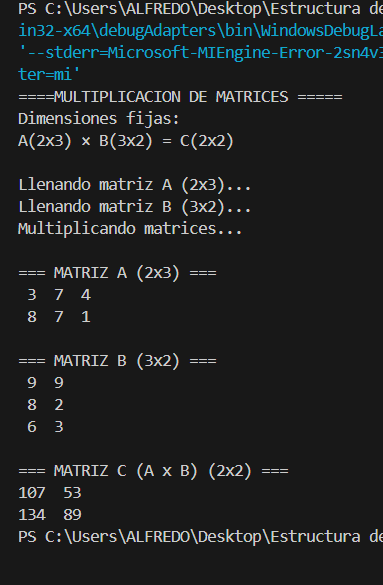 PS C:\Users\ALFREDO\Desktop\Estructura de
in32-x64\debugAdapters\bin\WindowsDebugLa
'--stderr=Microsoft-MIEngine-Error-2sn4v3
ter=mi'
====MULTIPLICACION DE MATRICES =====
Dimensiones fijas:
A(2x3) × B(3x2) = C(2x2)
Llenando matriz A (2x3)...
Llenando matriz B (3x2)...
Multiplicando matrices...
=== MATRIZ A (2x3) ===
3 7 4
8 7 1
=== MATRIZ B (3x2) ===
9 9
8 2
6 3
=== MATRIZ C (A x B) (2x2) ===
107 53
134 89
PS C:\Users\ALFREDO\Desktop\Estructura de